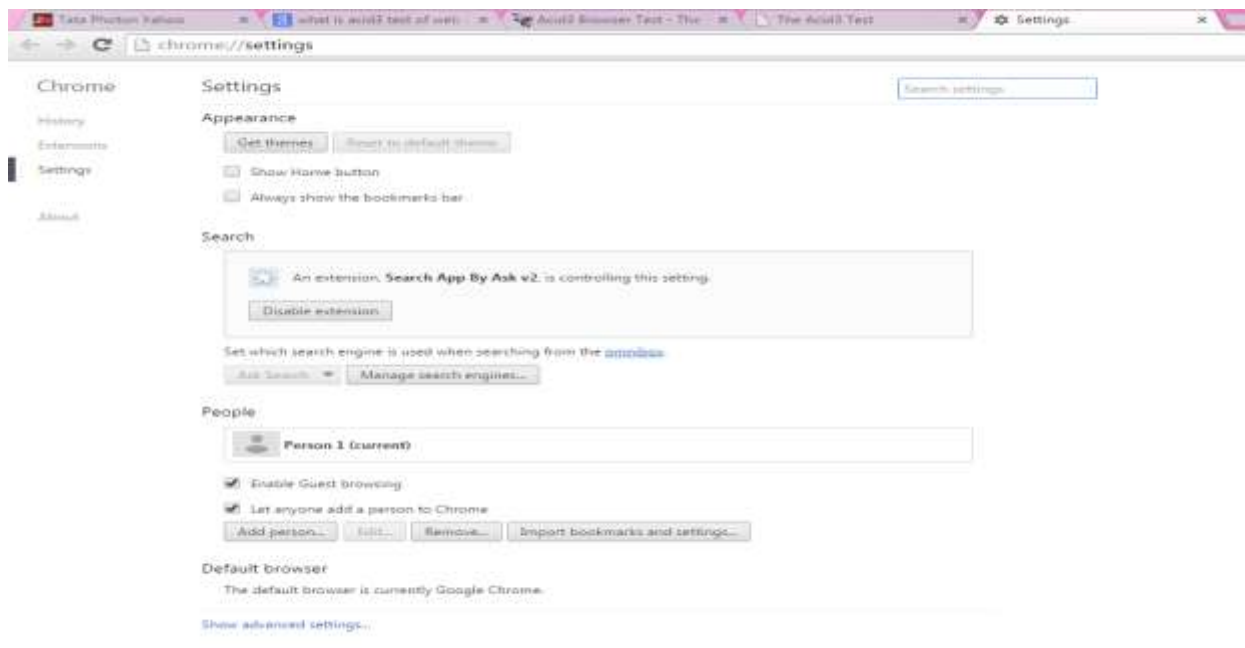 Tata Photon
what is acid3 test of web
Acid3 Browser Test - The
The Acid3 Test
Settings
chrome://settings
Chrome
Settings
Search settings
History
Extensions
Settings
About
Appearance
Get themes
Reset to default theme
Show Home button
Always show the bookmarks bar
Search
An extension, Search App By Ask v2, is controlling this setting.
Disable extension
Set which search engine is used when searching from the omnibox.
Ask Search
Manage search engines...
People
Person 1 (current)
Enable Guest browsing
Let anyone add a person to Chrome
Add person...
Edit...
Remove...
Import bookmarks and settings...
Default browser
The default browser is currently Google Chrome.
Show advanced settings...